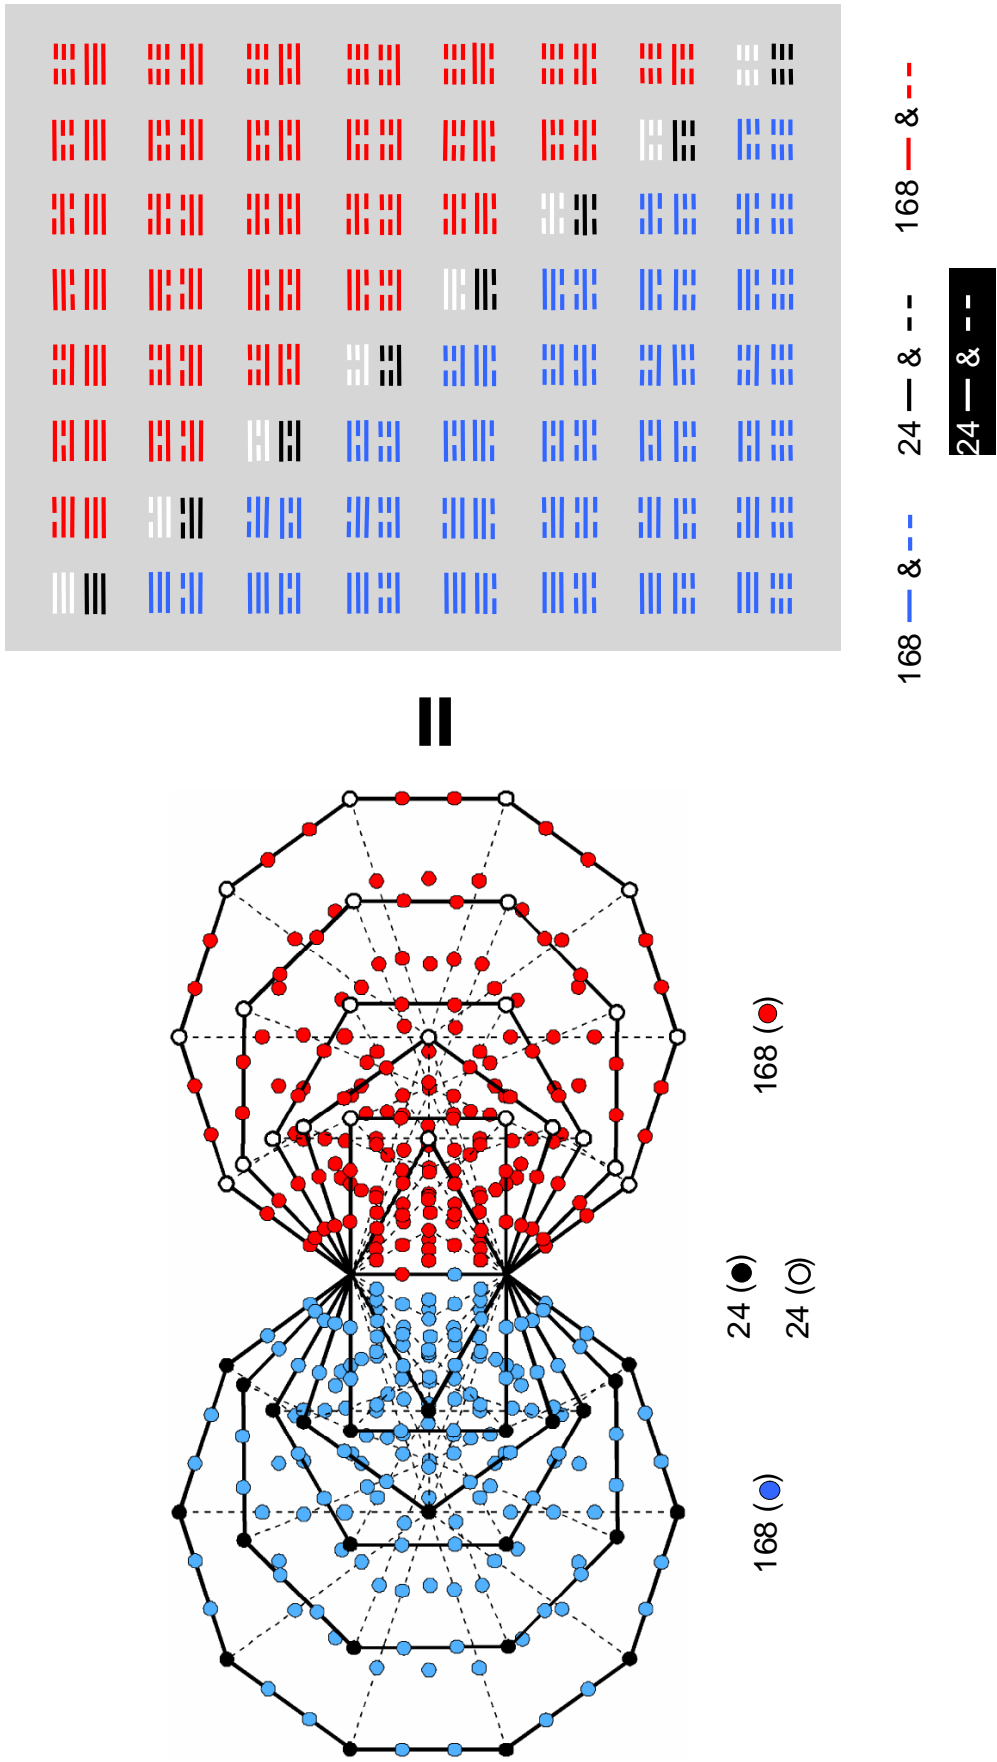 168 — & - -
24 — & - -
24 — & - -
168 — & - -
=
168 (●)
24 (●)
24 (○)
168 (●)